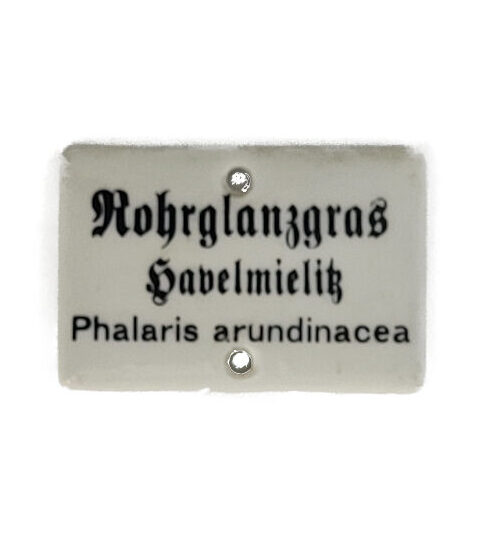 Rohrglanzgras
Havelmielitz
Phalaris arundinacea